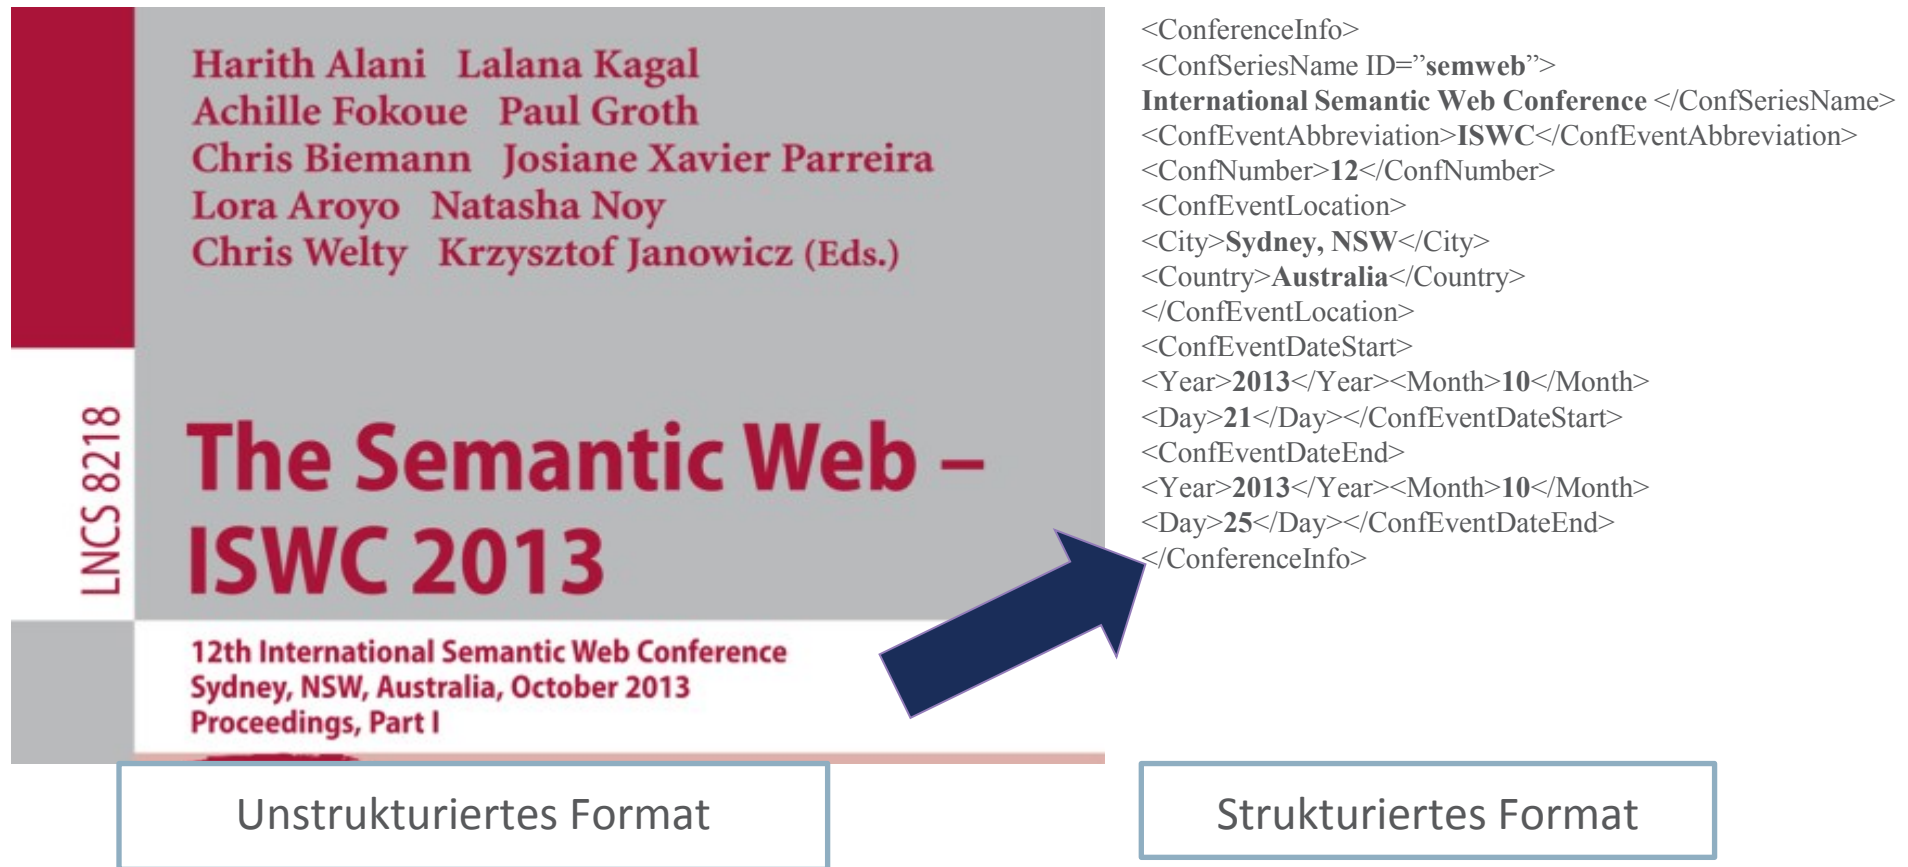 Harith Alani Lalana Kagal
Achille Fokoue Paul Groth
Chris Biemann Josiane Xavier Parreira
Lora Aroyo Natasha Noy
Chris Welty Krzysztof Janowicz (Eds.)
LNCS 8218
The Semantic Web –
ISWC 2013
12th International Semantic Web Conference
Sydney, NSW, Australia, October 2013
Proceedings, Part I
Unstrukturiertes Format
<ConferenceInfo>
<ConfSeriesName ID=”semweb”>
International Semantic Web Conference </ConfSeriesName>
<ConfEventAbbreviation>ISWC</ConfEventAbbreviation>
<ConfNumber>12</ConfNumber>
<ConfEventLocation>
<City>Sydney, NSW</City>
<Country>Australia</Country>
</ConfEventLocation>
<ConfEventDateStart>
<Year>2013</Year><Month>10</Month>
<Day>21</Day></ConfEventDateStart>
<ConfEventDateEnd>
<Year>2013</Year><Month>10</Month>
<Day>25</Day></ConfEventDateEnd>
</ConferenceInfo>
Strukturiertes Format